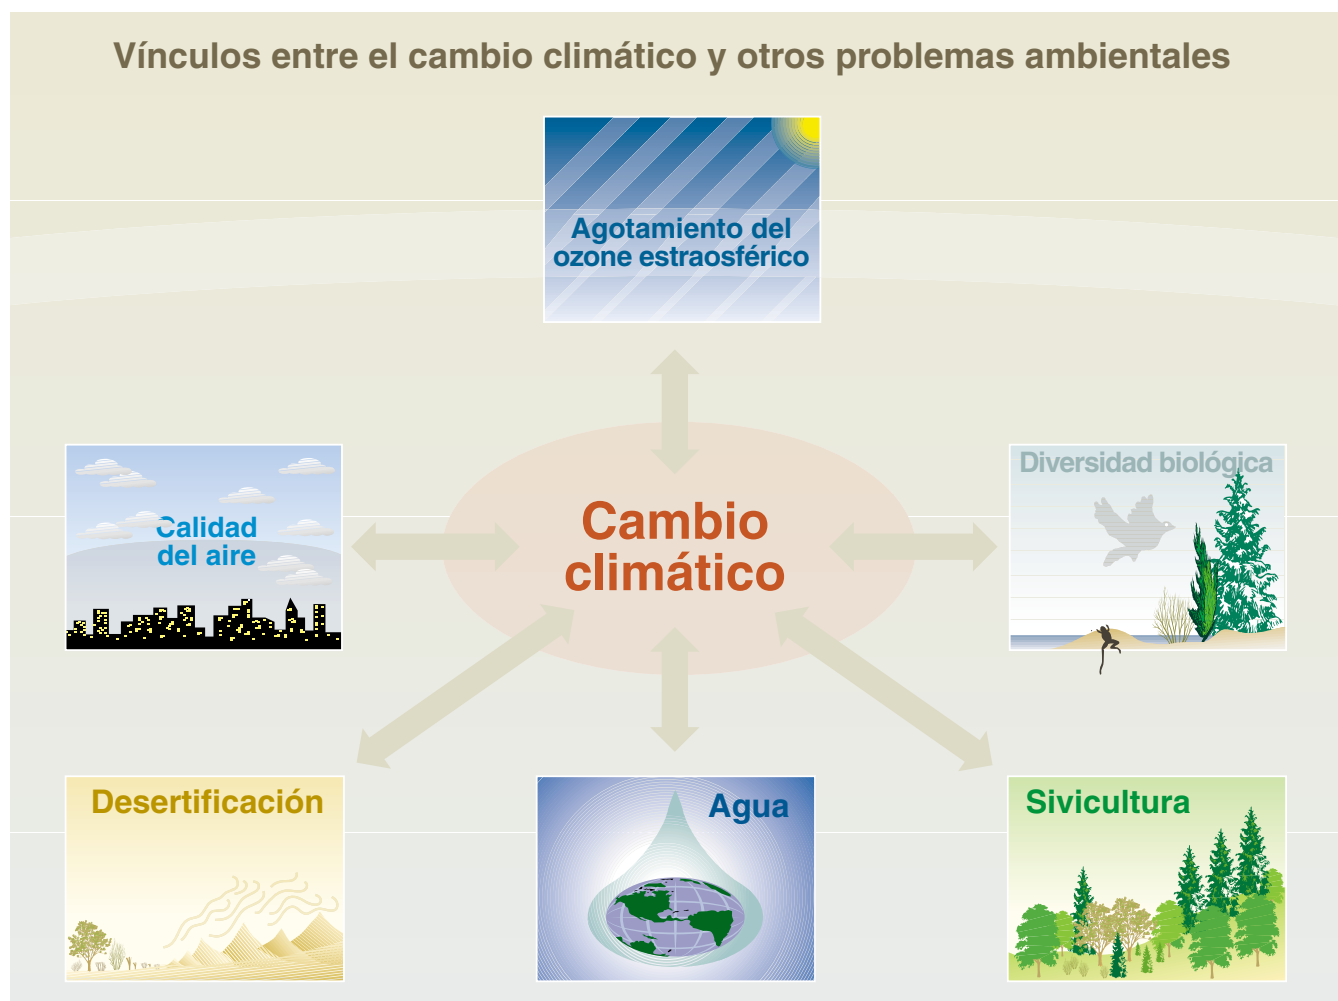 Vínculos entre el cambio climático y otros problemas ambientales
Agotamiento del
ozone estraosférico
Calidad
del aire
Cambio
climático
Diversidad biológica
Desertificación
Agua
Sivicultura